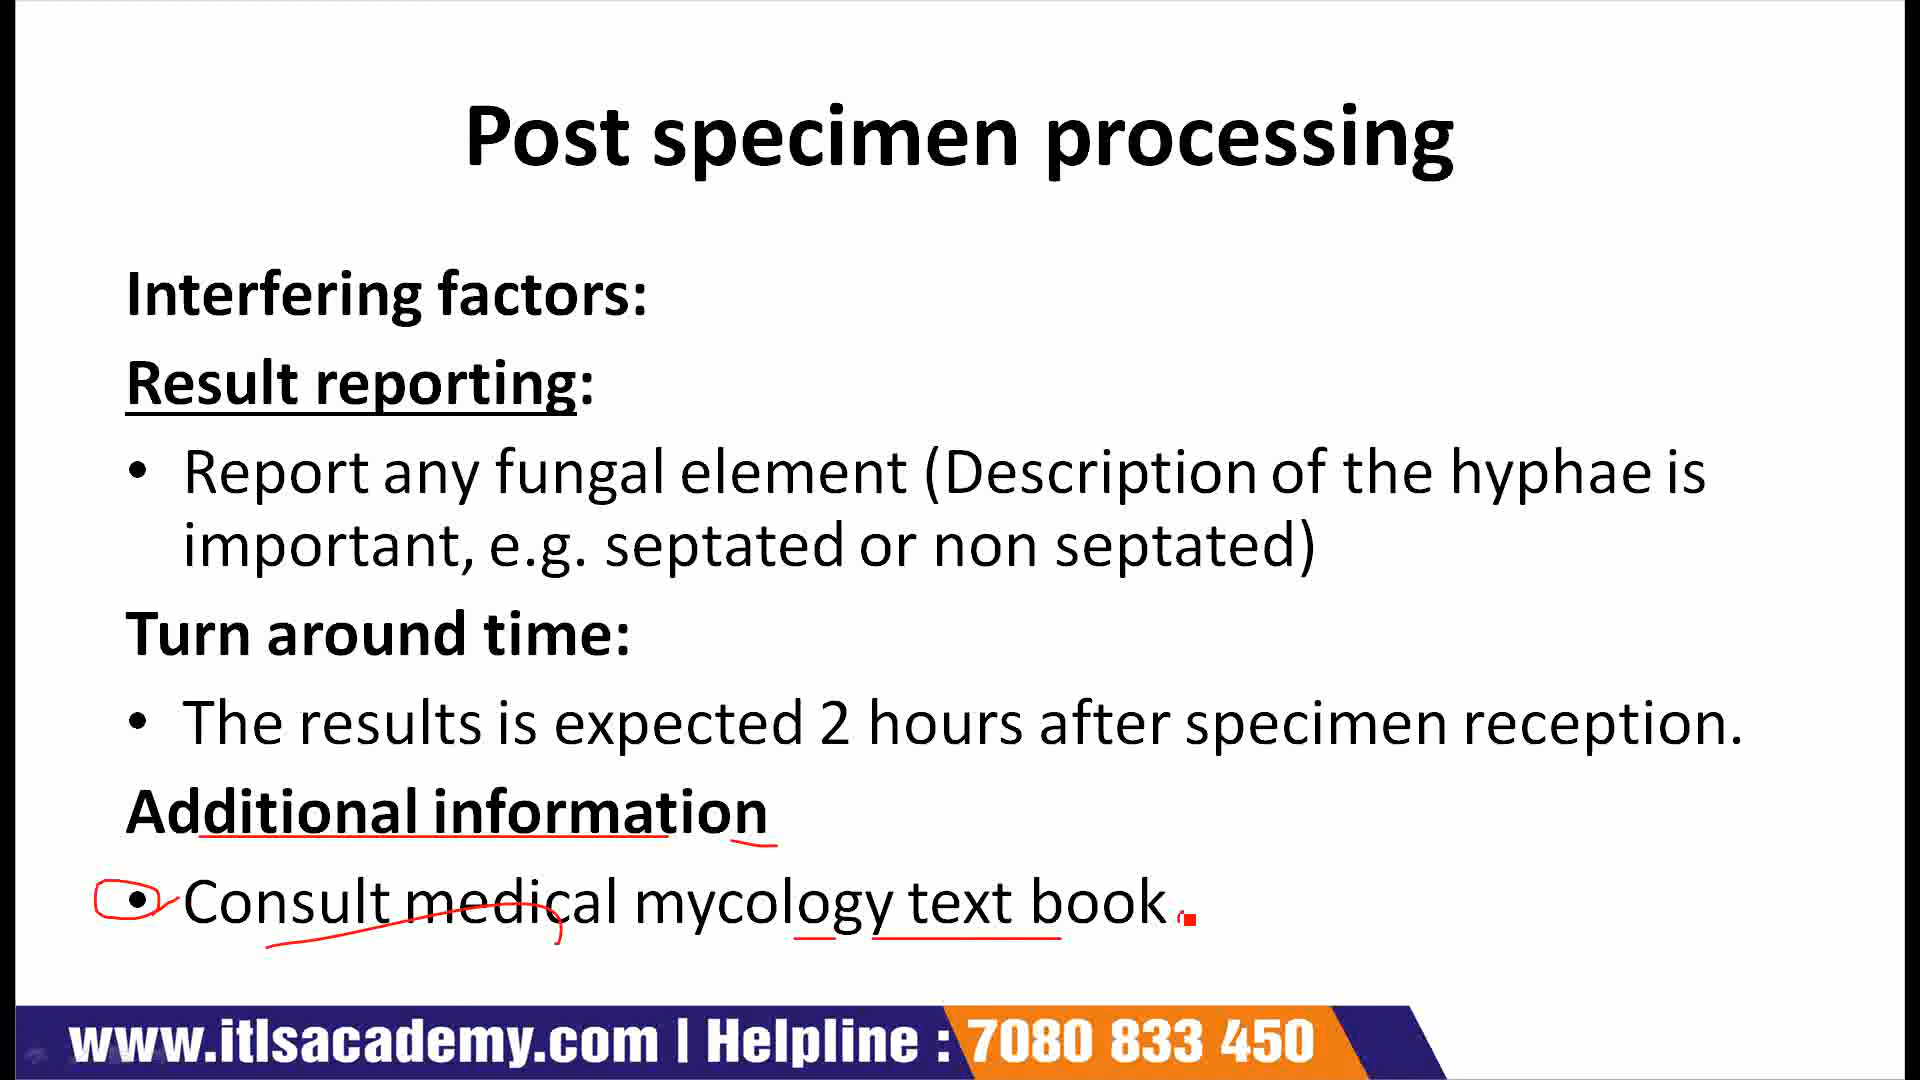 Post specimen processing
Interfering factors:
Result reporting:
• Report any fungal element (Description of the hyphae is
important, e.g. septated or non septated)
Turn around time:
• The results is expected 2 hours after specimen reception.
Additional information
• Consult medical mycology text book
www.itlsacademy.com | Helpline : 7080 833 450